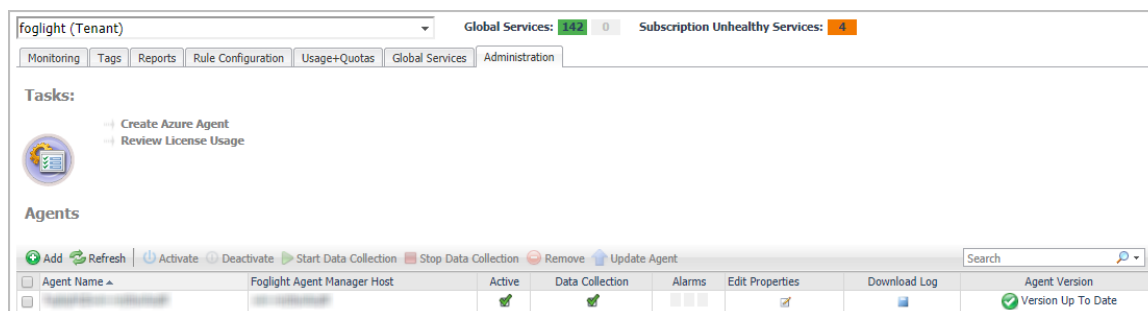 foglight (Tenant) Global Services: 142 0 Subscription Unhealthy Services: 4
Monitoring Tags Reports Rule Configuration Usage+Quotas Global Services Administration
Tasks:
Create Azure Agent
Review License Usage
Agents
Add Refresh Activate Deactivate Start Data Collection Stop Data Collection Remove Update Agent Search
Agent Name Foglight Agent Manager Host Active Data Collection Alarms Edit Properties Download Log Agent Version
Version Up To Date